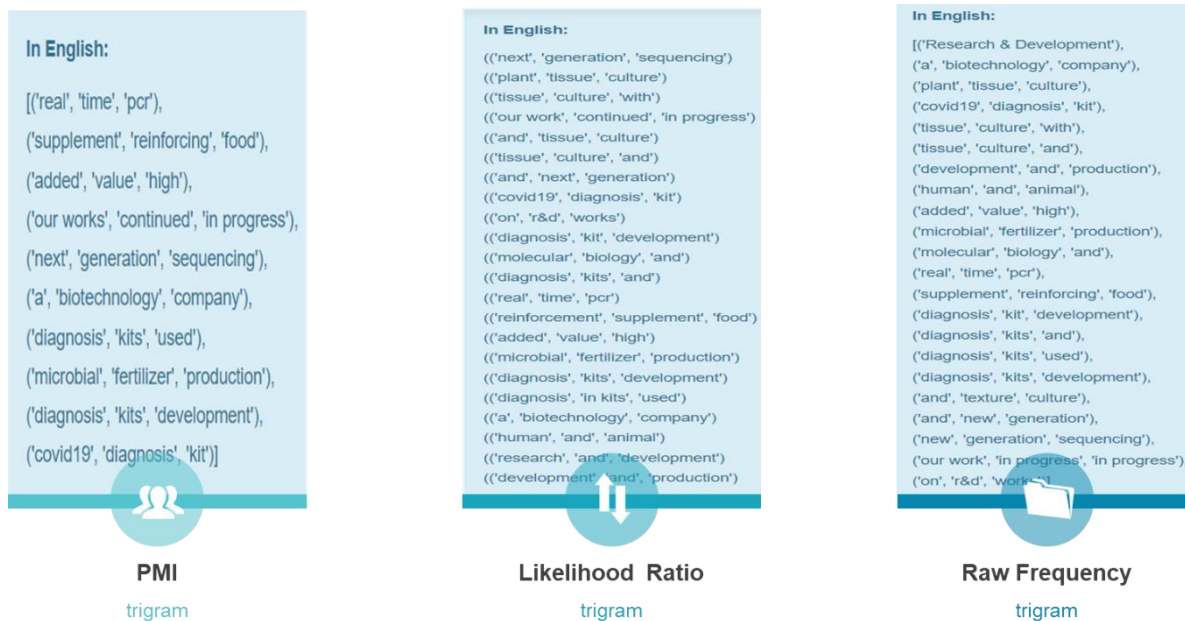 In English:
[('real', 'time', 'pcr'),
('supplement', 'reinforcing', 'food'),
('added', 'value', 'high'),
('our works', 'continued', 'in progress'),
('next', 'generation', 'sequencing'),
('a', 'biotechnology', 'company'),
('diagnosis', 'kits', 'used'),
('microbial', 'fertilizer', 'production'),
('diagnosis', 'kits', 'development'),
('covid19', 'diagnosis', 'kit')]
PMI
trigram
In English:
(('next', 'generation', 'sequencing')
(('plant', 'tissue', 'culture')
(('tissue', 'culture', 'with')
(('our work', 'continued', 'in progress')
(('and', 'tissue', 'culture')
(('tissue', 'culture', 'and')
(('and', 'next', 'generation')
(('covid19', 'diagnosis', 'kit')
(('on', 'r&d', 'works')
(('diagnosis', 'kit', 'development')
(('molecular', 'biology', 'and')
(('diagnosis', 'kits', 'and')
(('real', 'time', 'pcr')
(('reinforcement', 'supplement', 'food')
(('added', 'value', 'high')
(('microbial', 'fertilizer', 'production')
(('diagnosis', 'kits', 'development')
(('diagnosis', 'in kits', 'used')
(('a', 'biotechnology', 'company')
(('human', 'and', 'animal')
(('research', 'and', 'development')
(('development', 'and', 'production')
Likelihood Ratio
trigram
In English:
[('Research & Development'),
('a', 'biotechnology', 'company'),
('plant', 'tissue', 'culture'),
('covid19', 'diagnosis', 'kit'),
('tissue', 'culture', 'with'),
('tissue', 'culture', 'and'),
('development', 'and', 'production'),
('human', 'and', 'animal'),
('added', 'value', 'high'),
('microbial', 'fertilizer', 'production'),
('molecular', 'biology', 'and'),
('real', 'time', 'pcr'),
('supplement', 'reinforcing', 'food'),
('diagnosis', 'kit', 'development'),
('diagnosis', 'kits', 'and'),
('diagnosis', 'kits', 'used'),
('diagnosis', 'kits', 'development'),
('and', 'texture', 'culture'),
('and', 'new', 'generation'),
('new', 'generation', 'sequencing'),
('our work', 'in progress', 'in progress')
('on', 'r&d', 'works')]
Raw Frequency
trigram